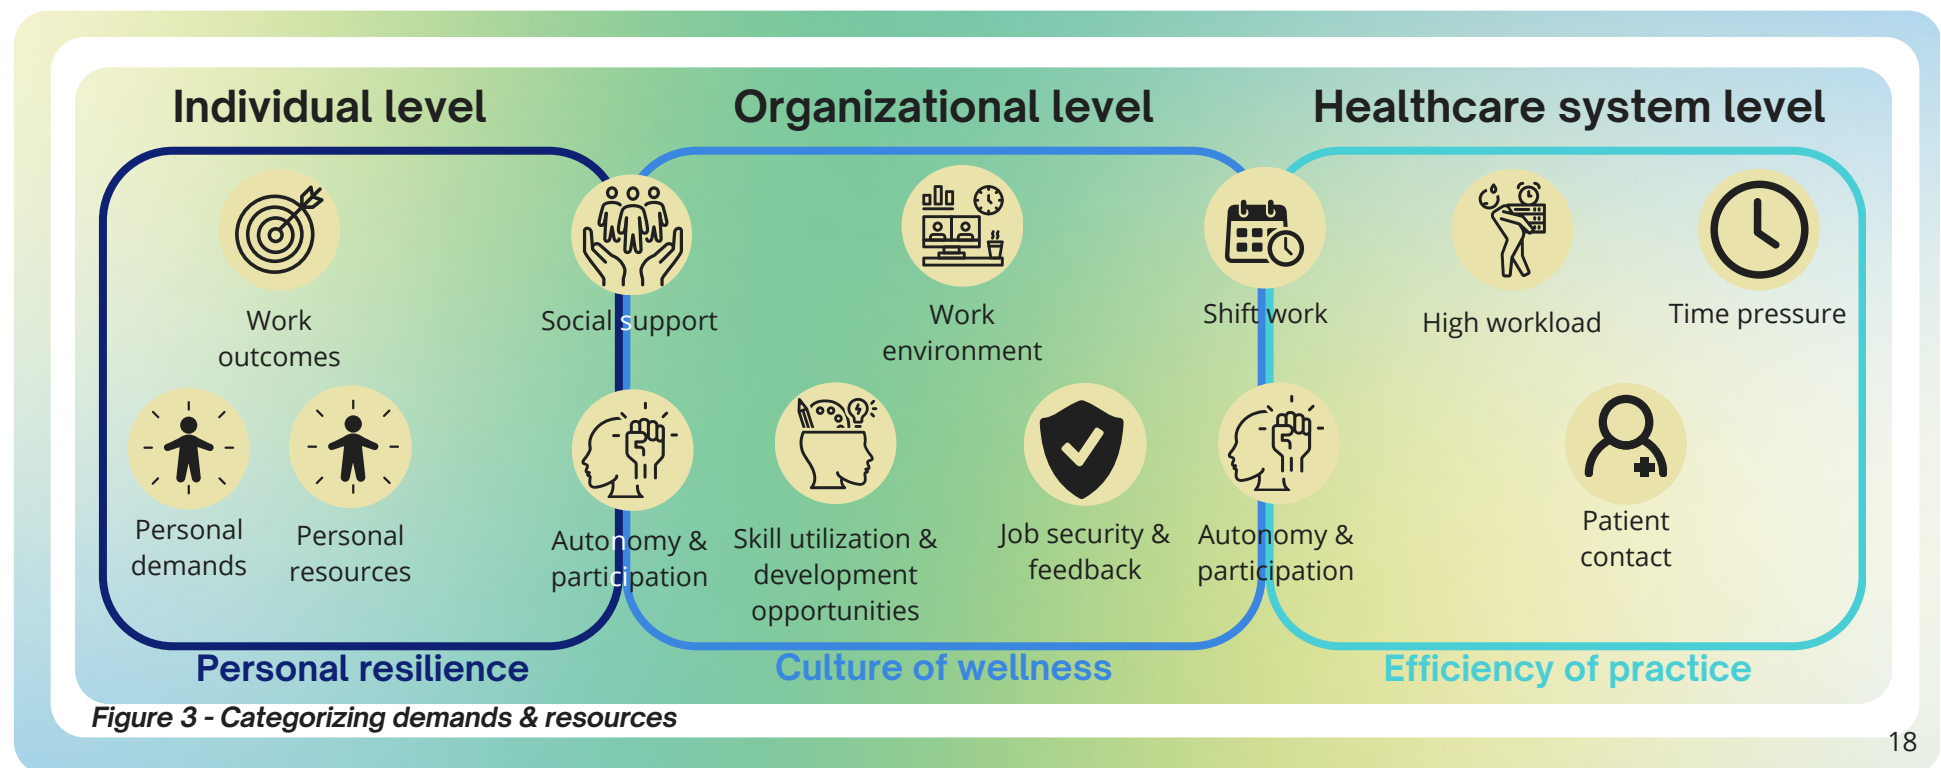 Individual level
Organizational level
Healthcare system level
Work
outcomes
Social support
Work
environment
Shift work
High workload
Time pressure
Personal
demands
Personal
resources
Autonomy &
participation
Skill utilization &
development
opportunities
Job security &
feedback
Autonomy &
participation
Patient
contact
Personal resilience
Culture of wellness
Efficiency of practice
Figure 3 - Categorizing demands & resources
18